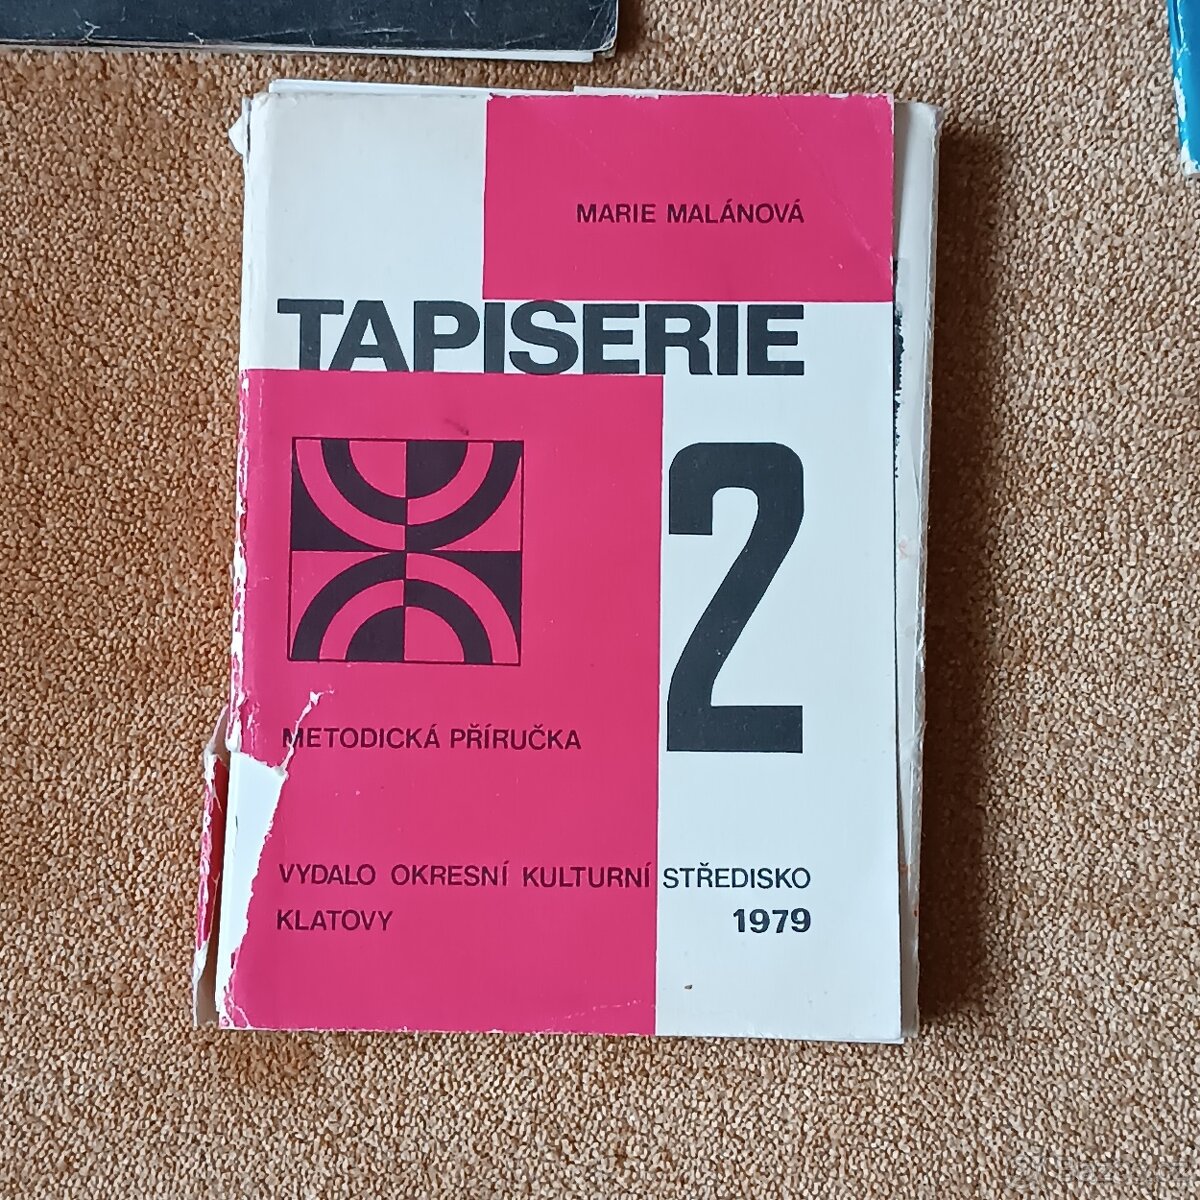 MARIE MALÁNOVÁ
TAPISERIE
2
METODICKÁ PŘÍRUČKA
VYDALO OKRESNÍ KULTURNÍ STŘEDISKO
KLATOVY 1979